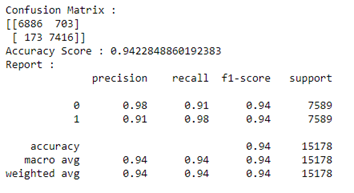 Confusion Matrix :
[[6886  703]
 [ 173 7416]]
Accuracy Score : 0.9422848860192383
Report :
              precision    recall  f1-score   support
           0       0.98      0.91      0.94      7589
           1       0.91      0.98      0.94      7589
    accuracy                           0.94     15178
   macro avg       0.94      0.94      0.94     15178
weighted avg       0.94      0.94      0.94     15178